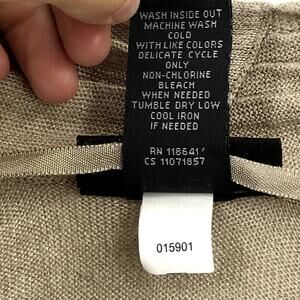 WASH INSIDE OUT
MACHINE WASH
COLD
WITH LIKE COLORS
DELICATE CYCLE
ONLY
NON-CHLORINE
BLEACH
WHEN NEEDED
TUMBLE DRY LOW
COOL IRON
IF NEEDED
RN 118641
CS 11071857
015901